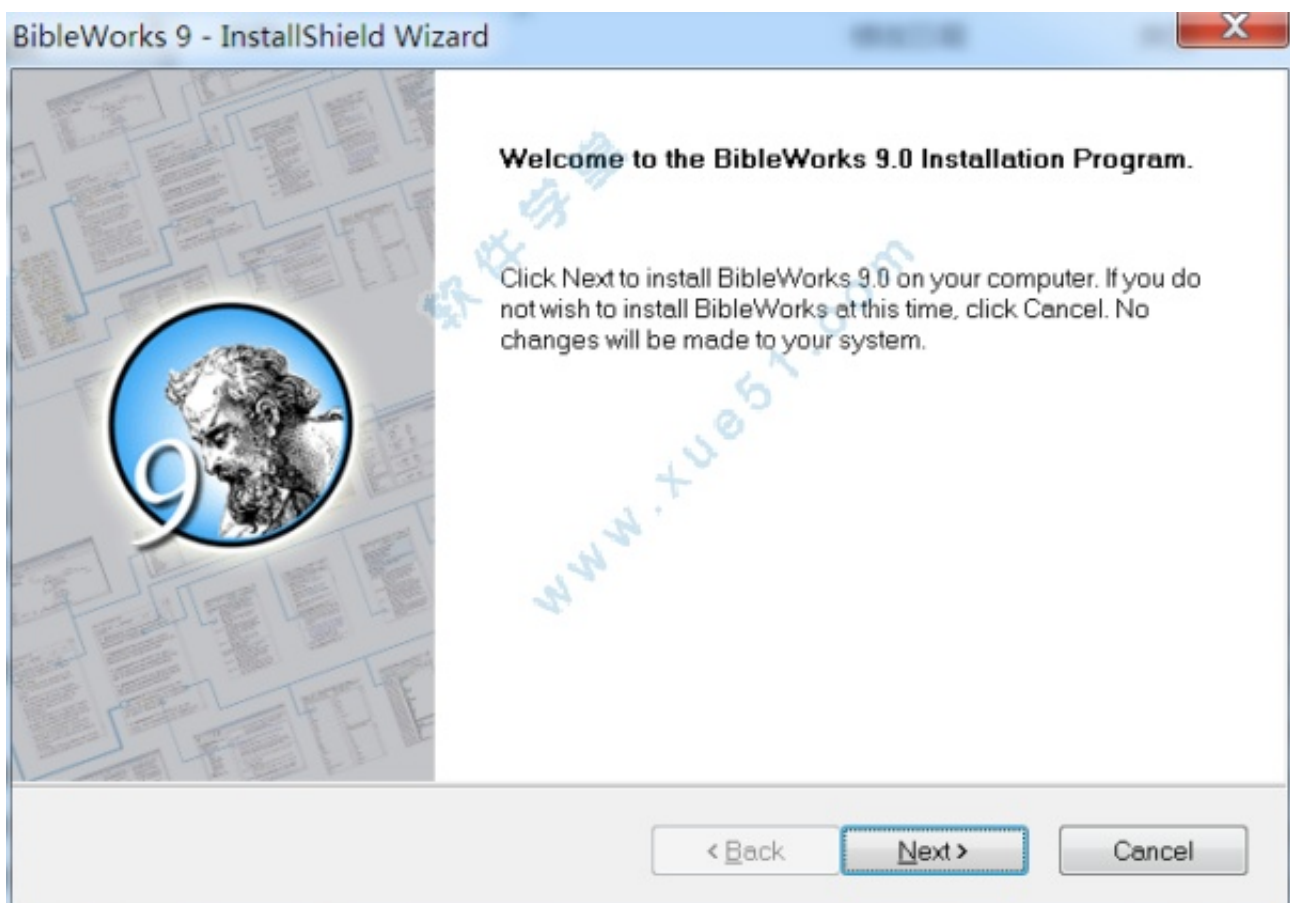 BibleWorks 9 - InstallShield Wizard
X
Welcome to the BibleWorks 9.0 Installation Program.
Click Next to install BibleWorks 9.0 on your computer. If you do
not wish to install BibleWorks at this time, click Cancel. No
changes will be made to your system.
软件学堂
www.xue51.com
9
< Back
Next >
Cancel